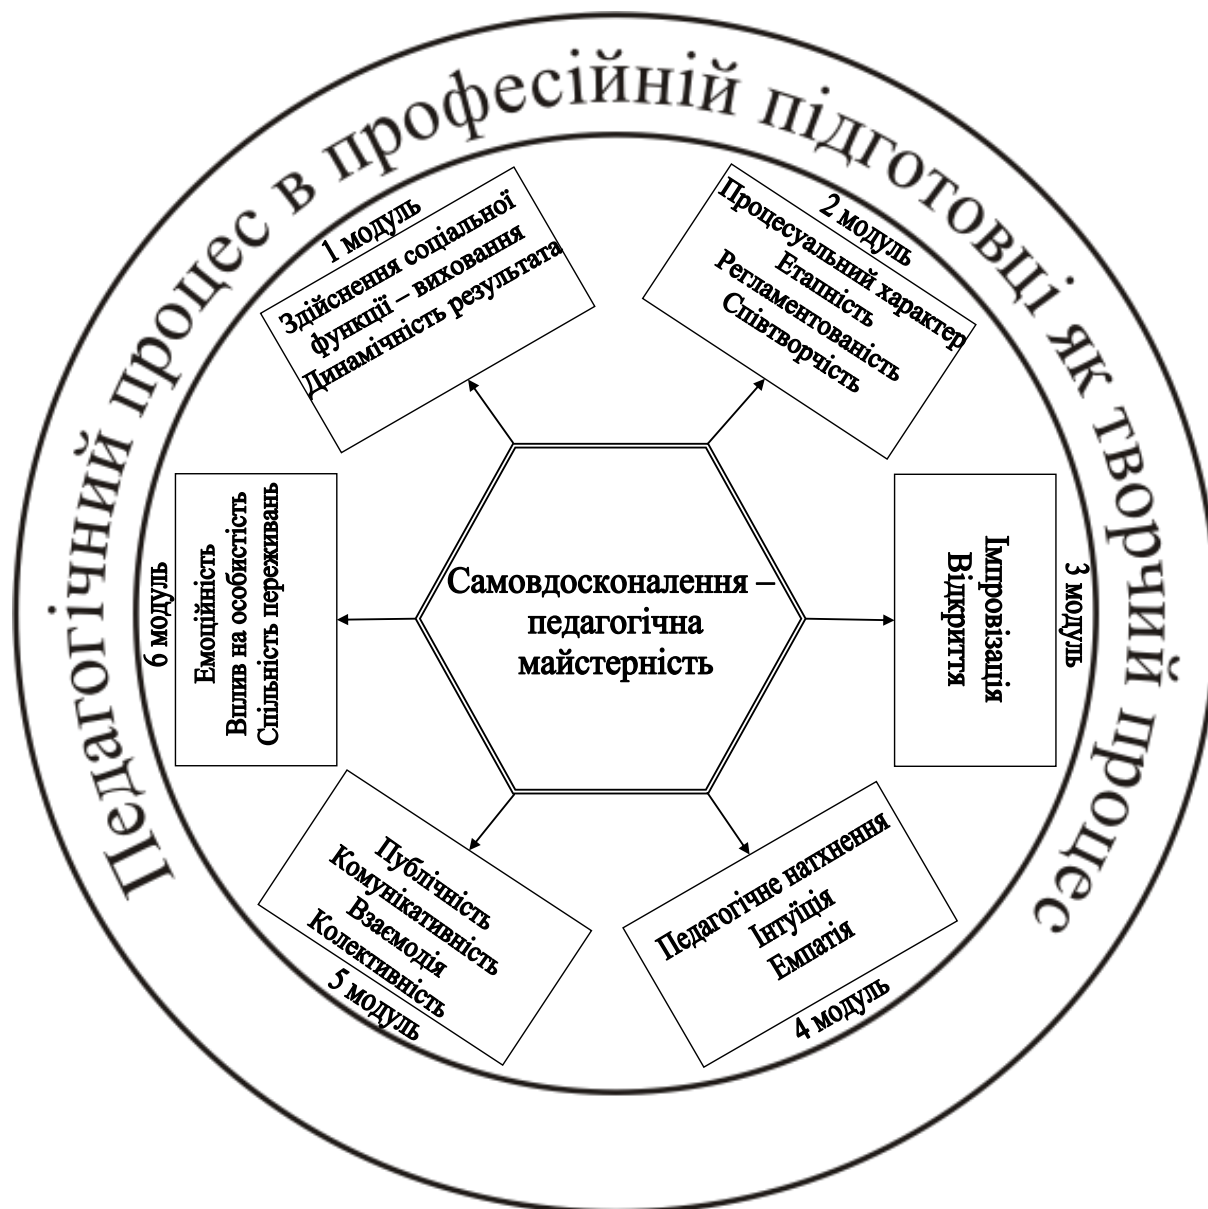 Педагогічний процес в професійній підготовці як творчий процес
1 модуль
Здійснення соціальної
функції – виховання
Динамічність результата
2 модуль
Процесуальний характер
Етапність
Регламентованість
Співтворчість
3 модуль
Імпровізація
Відкриття
4 модуль
Педагогічне натхнення
Інтуїція
Емпатія
5 модуль
Публічність
Комунікативність
Взаємодія
Колективність
6 модуль
Емоційність
Вплив на особистість
Спільність переживань
Самовдосконалення –
педагогічна
майстерність